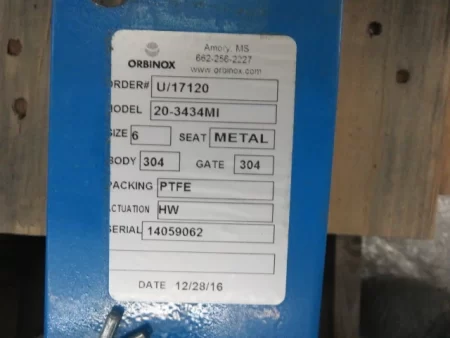 ORBINOX
Amory, MS
662-256-2227
www.orbinox.com
ORDER# U/17120
MODEL 20-3434MI
SIZE 6 SEAT METAL
BODY 304 GATE 304
PACKING PTFE
ACTUATION HW
SERIAL 14059062
DATE 12/28/16